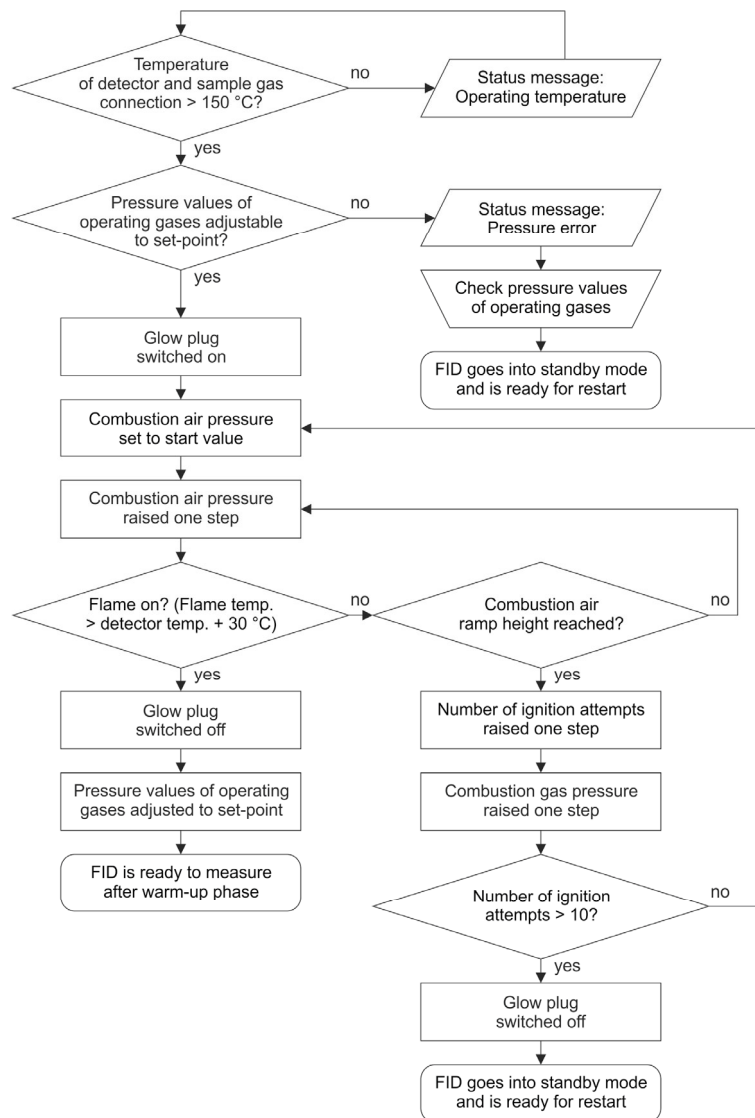 Temperature
of detector and sample gas
connection > 150 °C?
no
Status message:
Operating temperature
yes
Pressure values of
operating gases adjustable
to set-point?
no
Status message:
Pressure error
yes
Check pressure values
of operating gases
Glow plug
switched on
FID goes into standby mode
and is ready for restart
Combustion air pressure
set to start value
Combustion air pressure
raised one step
Flame on? (Flame temp.
> detector temp. + 30 °C)
no
Combustion air
ramp height reached?
no
yes
yes
Glow plug
switched off
Number of ignition attempts
raised one step
Pressure values of operating
gases adjusted to set-point
Combustion gas pressure
raised one step
FID is ready to measure
after warm-up phase
Number of ignition
attempts > 10?
no
yes
Glow plug
switched off
FID goes into standby mode
and is ready for restart